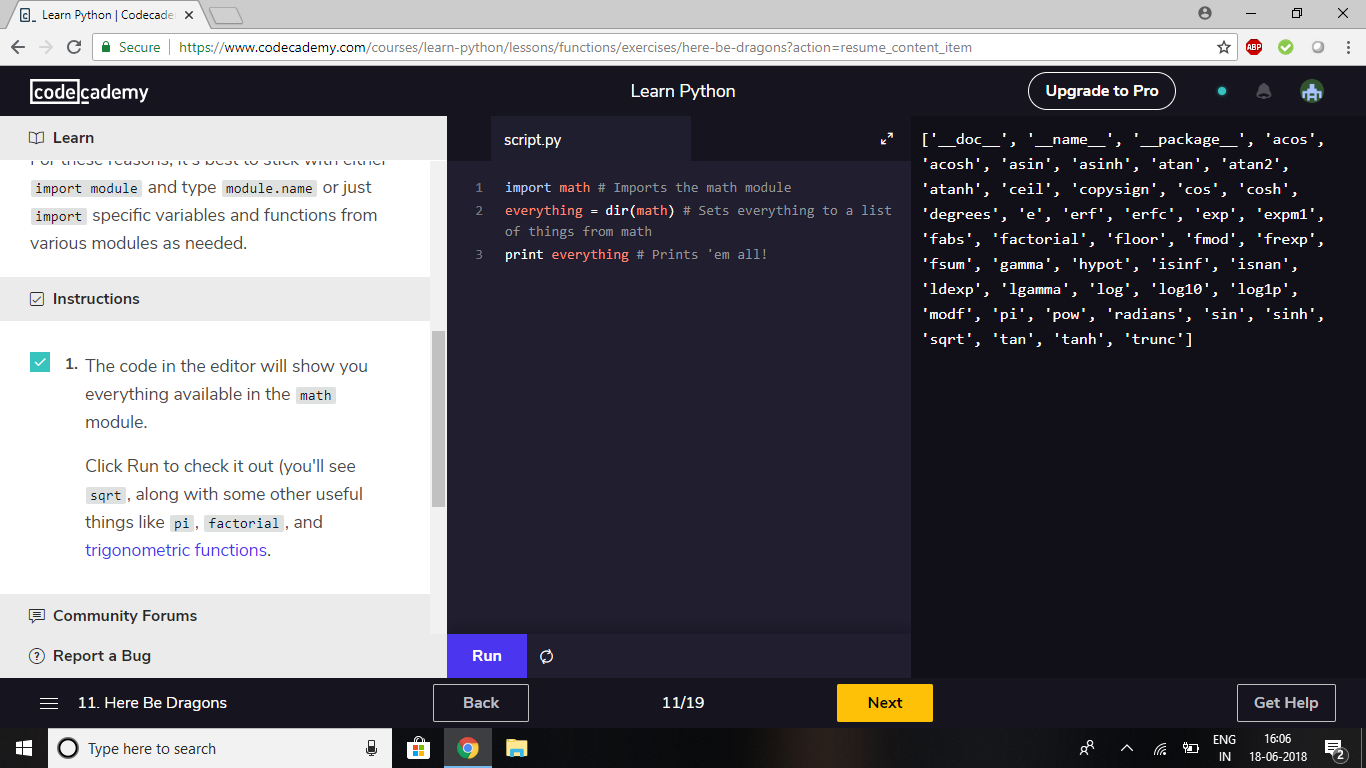 Learn Python | Codecade
Secure
https://www.codecademy.com/courses/learn-python/lessons/functions/exercises/here-be-dragons?action=resume_content_item
ABP
codecademy
Learn Python
Upgrade to Pro
Learn
For these reasons, it's best to stick with either
import module and type module.name or just
import specific variables and functions from
various modules as needed.
Instructions
1. The code in the editor will show you
everything available in the math
module.
Click Run to check it out (you'll see
sqrt, along with some other useful
things like pi, factorial, and
trigonometric functions.
Community Forums
Report a Bug
script.py
1 import math # Imports the math module
2 everything = dir(math) # Sets everything to a list
of things from math
3 print everything # Prints 'em all!
Run
['__doc__', '__name__', '__package__', 'acos',
'acosh', 'asin', 'asinh', 'atan', 'atan2',
'atanh', 'ceil', 'copysign', 'cos', 'cosh',
'degrees', 'e', 'erf', 'erfc', 'exp', 'expm1',
'fabs', 'factorial', 'floor', 'fmod', 'frexp',
'fsum', 'gamma', 'hypot', 'isinf', 'isnan',
'ldexp', 'lgamma', 'log', 'log10', 'log1p',
'modf', 'pi', 'pow', 'radians', 'sin', 'sinh',
'sqrt', 'tan', 'tanh', 'trunc']
11. Here Be Dragons
Back
11/19
Next
Get Help
Type here to search
ENG
IN
16:06
18-06-2018
2